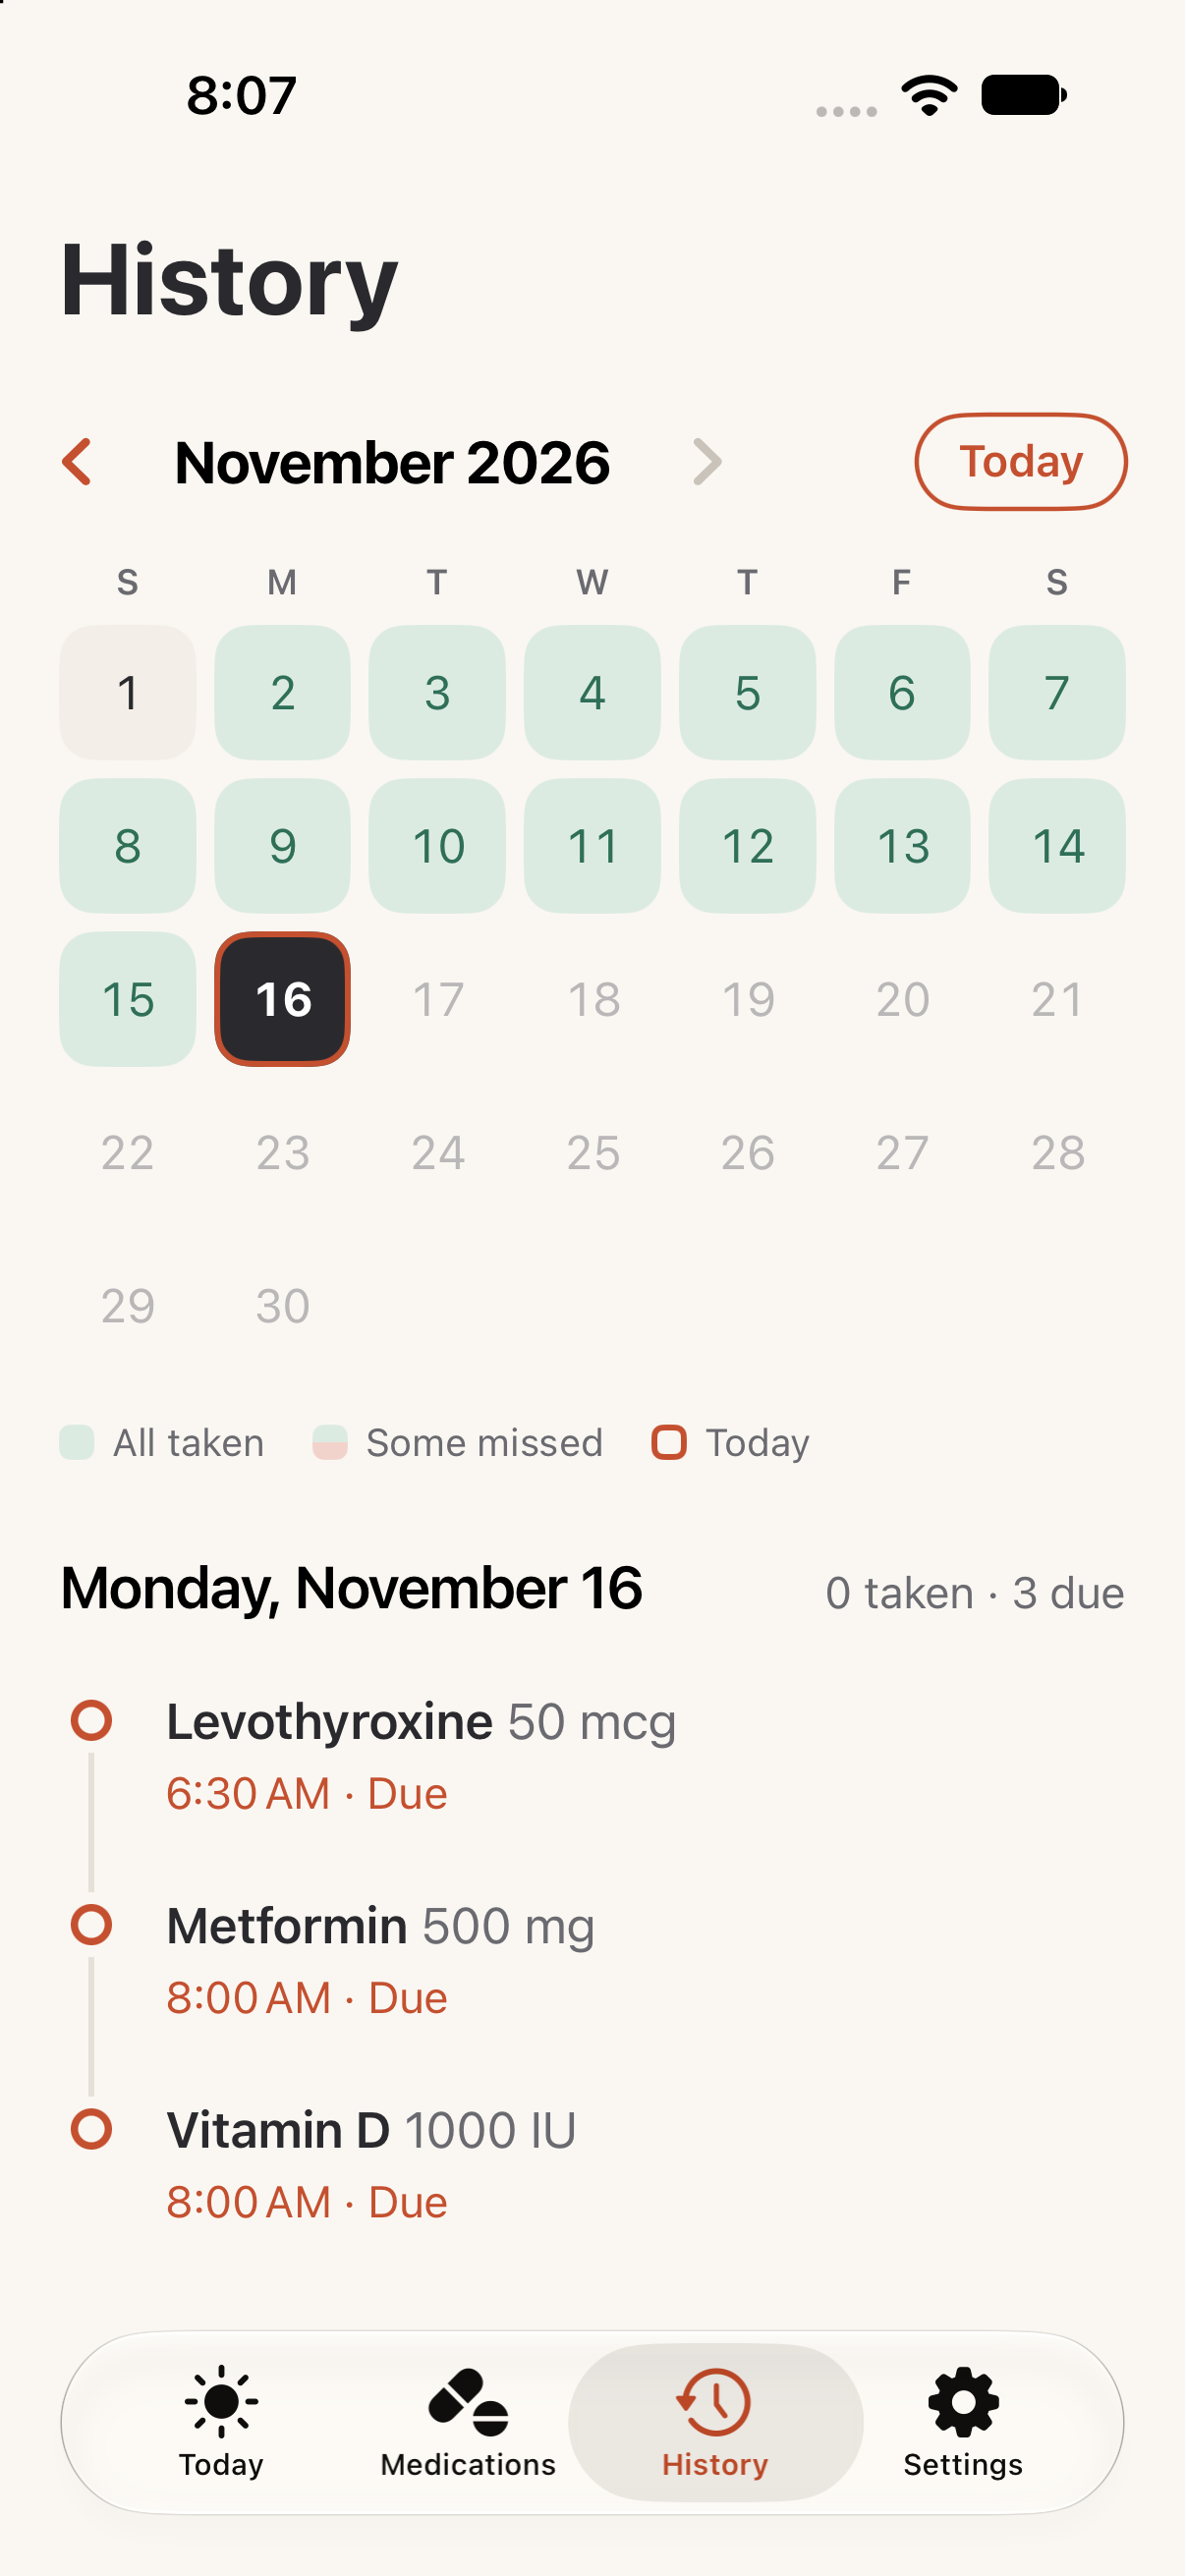 8:07
History
November 2026 Today
S M T W T F S
1 2 3 4 5 6 7
8 9 10 11 12 13 14
15 16 17 18 19 20 21
22 23 24 25 26 27 28
29 30
All taken Some missed Today
Monday, November 16 0 taken · 3 due
Levothyroxine 50 mcg
6:30 AM · Due
Metformin 500 mg
8:00 AM · Due
Vitamin D 1000 IU
8:00 AM · Due
Today Medications History Settings